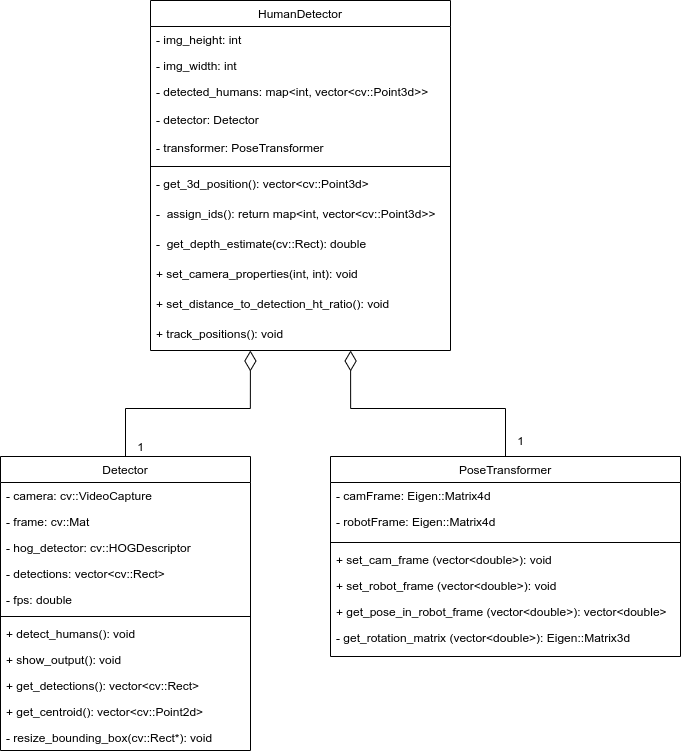 HumanDetector
- img_height: int
- img_width: int
- detected_humans: map<int, vector<cv::Point3d>>
- detector: Detector
- transformer: PoseTransformer
- get_3d_position(): vector<cv::Point3d>
- assign_ids(): return map<int, vector<cv::Point3d>>
- get_depth_estimate(cv::Rect): double
+ set_camera_properties(int, int): void
+ set_distance_to_detection_ht_ratio(): void
+ track_positions(): void
1
1
Detector
- camera: cv::VideoCapture
- frame: cv::Mat
- hog_detector: cv::HOGDescriptor
- detections: vector<cv::Rect>
- fps: double
+ detect_humans(): void
+ show_output(): void
+ get_detections(): vector<cv::Rect>
+ get_centroid(): vector<cv::Point2d>
- resize_bounding_box(cv::Rect*): void
PoseTransformer
- camFrame: Eigen::Matrix4d
- robotFrame: Eigen::Matrix4d
+ set_cam_frame (vector<double>): void
+ set_robot_frame (vector<double>): void
+ get_pose_in_robot_frame (vector<double>): vector<double>
- get_rotation_matrix (vector<double>): Eigen::Matrix3d